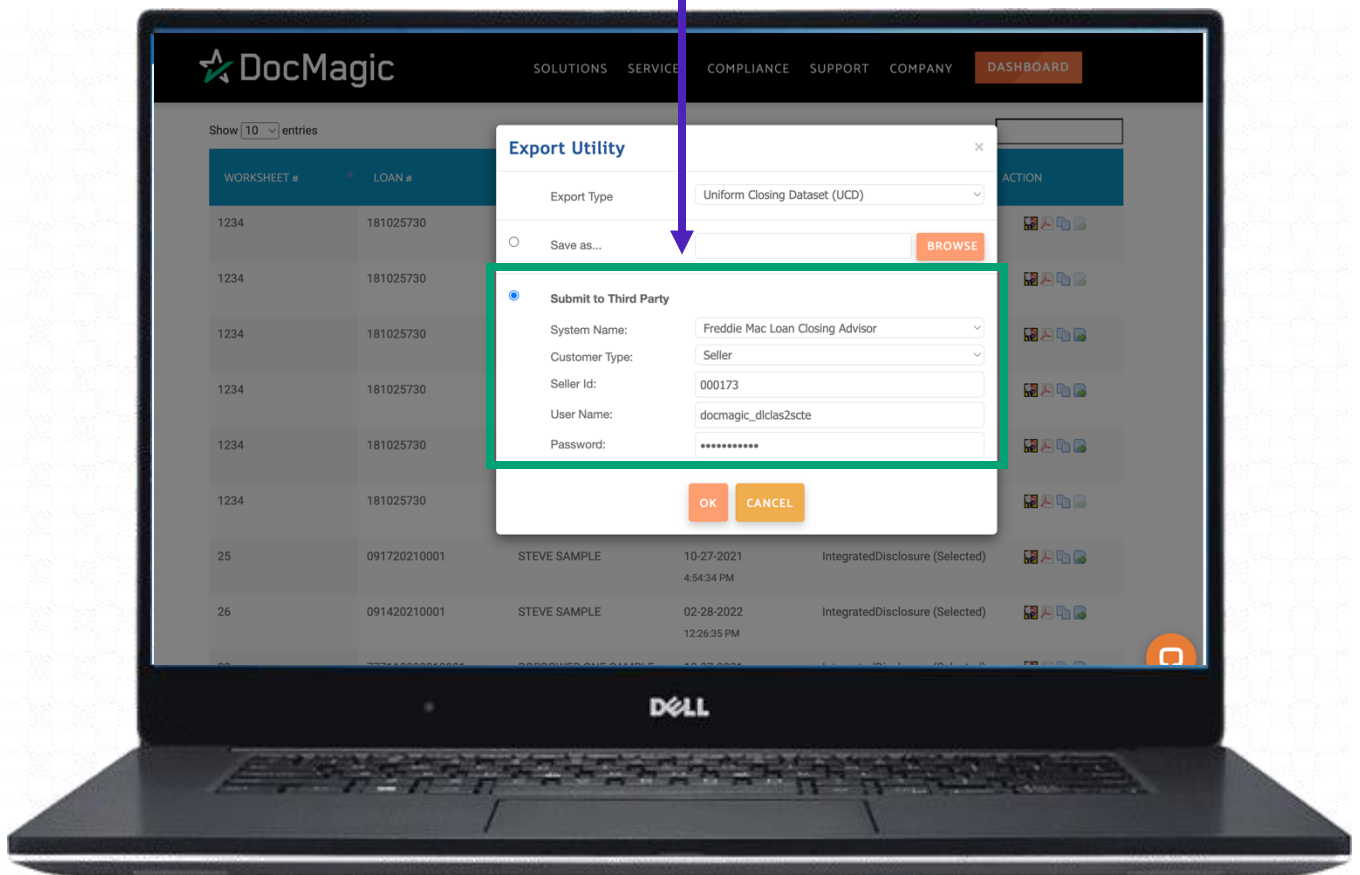 DocMagic
SOLUTIONS SERVICE COMPLIANCE SUPPORT COMPANY DASHBOARD
Show 10 entries
WORKSHEET # LOAN # ACTION
1234 181025730
1234 181025730
1234 181025730
1234 181025730
1234 181025730
1234 181025730
Export Utility ×
Export Type Uniform Closing Dataset (UCD)
Save as... BROWSE
Submit to Third Party
System Name: Freddie Mac Loan Closing Advisor
Customer Type: Seller
Seller Id: 000173
User Name: docmagic_dlclas2scte
Password: •••••••••••
OK CANCEL
25 091720210001 STEVE SAMPLE 10-27-2021 IntegratedDisclosure (Selected)
4:54:34 PM
26 091420210001 STEVE SAMPLE 02-28-2022 IntegratedDisclosure (Selected)
12:26:35 PM
DELL